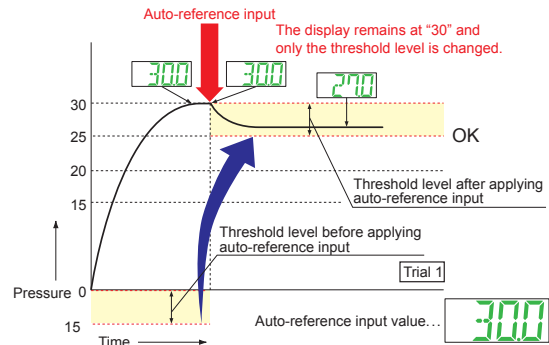 Auto-reference input
The display remains at “30” and
only the threshold level is changed.
30.0
30.0
27.0
30
25
20
15
0
15
OK
Threshold level after applying
auto-reference input
Threshold level before applying
auto-reference input
Trial 1
Pressure
Time
Auto-reference input value…
-30.0